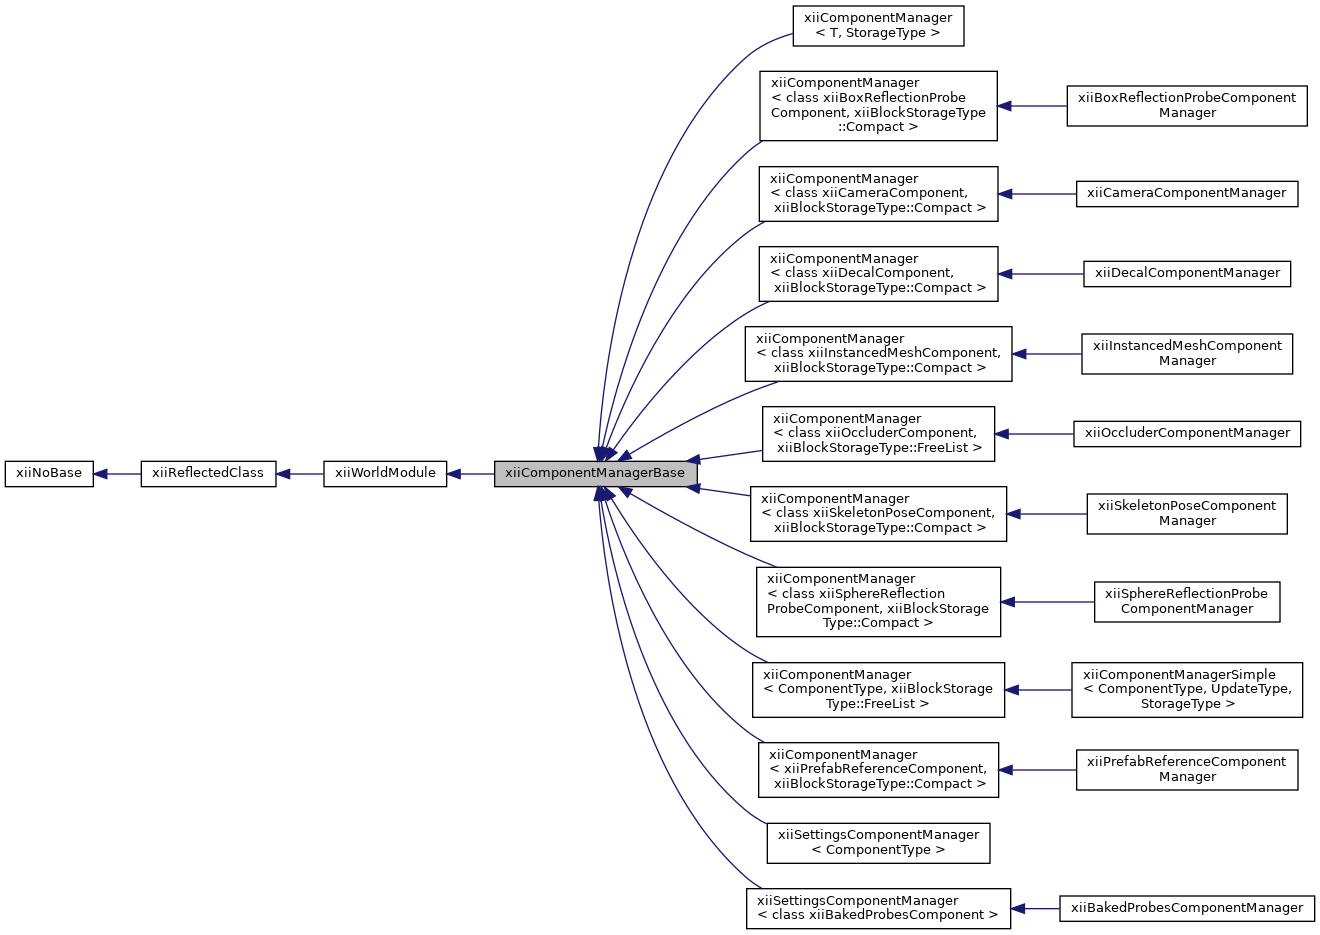 xiiComponentManager
< T, StorageType >
xiiComponentManager
< class xiiBoxReflectionProbe
Component, xiiBlockStorageType
::Compact >
xiiBoxReflectionProbeComponent
Manager
xiiComponentManager
< class xiiCameraComponent,
xiiBlockStorageType::Compact >
xiiCameraComponentManager
xiiComponentManager
< class xiiDecalComponent,
xiiBlockStorageType::Compact >
xiiDecalComponentManager
xiiComponentManager
< class xiiInstancedMeshComponent,
xiiBlockStorageType::Compact >
xiiInstancedMeshComponent
Manager
xiiComponentManager
< class xiiOccluderComponent,
xiiBlockStorageType::FreeList >
xiiOccluderComponentManager
xiiNoBase
xiiReflectedClass
xiiWorldModule
xiiComponentManagerBase
xiiComponentManager
< class xiiSkeletonPoseComponent,
xiiBlockStorageType::Compact >
xiiSkeletonPoseComponent
Manager
xiiComponentManager
< class xiiSphereReflection
ProbeComponent, xiiBlockStorage
Type::Compact >
xiiSphereReflectionProbe
ComponentManager
xiiComponentManager
< ComponentType, xiiBlockStorage
Type::FreeList >
xiiComponentManagerSimple
< ComponentType, UpdateType,
StorageType >
xiiComponentManager
< xiiPrefabReferenceComponent,
xiiBlockStorageType::Compact >
xiiPrefabReferenceComponent
Manager
xiiSettingsComponentManager
< ComponentType >
xiiSettingsComponentManager
< class xiiBakedProbesComponent >
xiiBakedProbesComponentManager